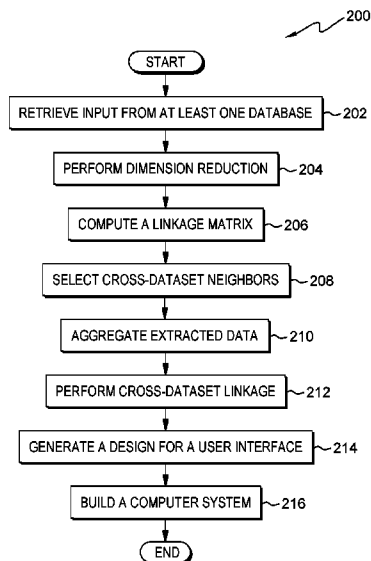 200
START
RETRIEVE INPUT FROM AT LEAST ONE DATABASE 202
PERFORM DIMENSION REDUCTION 204
COMPUTE A LINKAGE MATRIX 206
SELECT CROSS-DATASET NEIGHBORS 208
AGGREGATE EXTRACTED DATA 210
PERFORM CROSS-DATASET LINKAGE 212
GENERATE A DESIGN FOR A USER INTERFACE 214
BUILD A COMPUTER SYSTEM 216
END